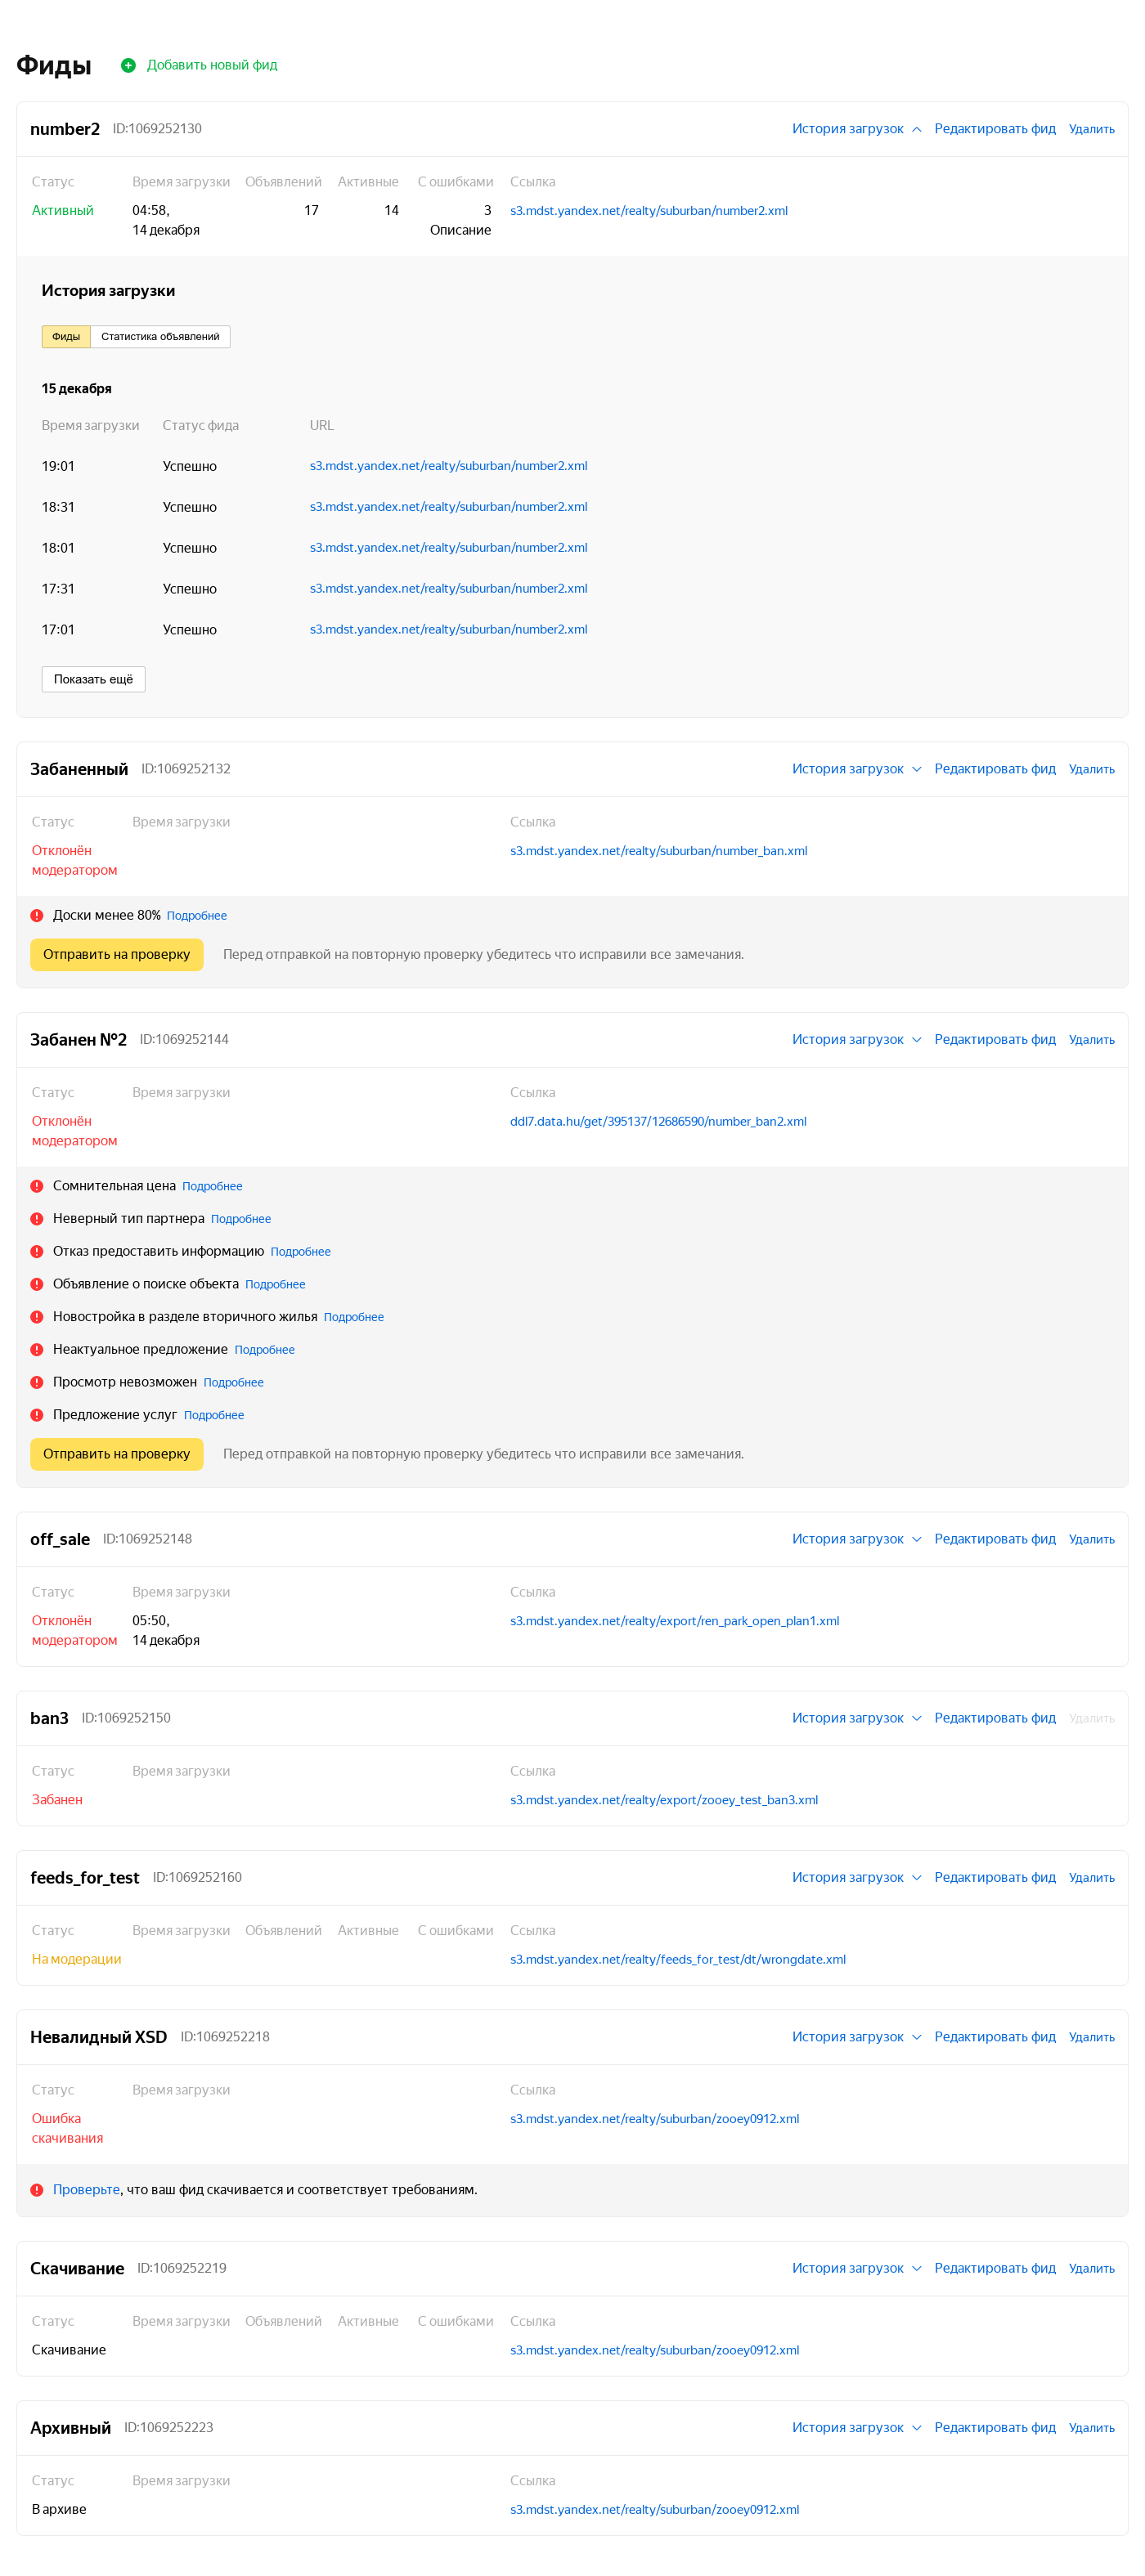 Фиды Добавить новый фид
number2 ID:1069252130 История загрузок Редактировать фид Удалить
Статус Время загрузки Объявлений Активные С ошибками Ссылка
Активный 04:58, 17 14 3 s3.mdst.yandex.net/realty/suburban/number2.xml
14 декабря Описание
История загрузки
Фиды Статистика объявлений
15 декабря
Время загрузки Статус фида URL
19:01 Успешно s3.mdst.yandex.net/realty/suburban/number2.xml
18:31 Успешно s3.mdst.yandex.net/realty/suburban/number2.xml
18:01 Успешно s3.mdst.yandex.net/realty/suburban/number2.xml
17:31 Успешно s3.mdst.yandex.net/realty/suburban/number2.xml
17:01 Успешно s3.mdst.yandex.net/realty/suburban/number2.xml
Показать ещё
Забаненный ID:1069252132 История загрузок Редактировать фид Удалить
Статус Время загрузки Ссылка
Отклонён s3.mdst.yandex.net/realty/suburban/number_ban.xml
модератором
Доски менее 80% Подробнее
Отправить на проверку Перед отправкой на повторную проверку убедитесь что исправили все замечания.
Забанен №2 ID:1069252144 История загрузок Редактировать фид Удалить
Статус Время загрузки Ссылка
Отклонён ddl7.data.hu/get/395137/12686590/number_ban2.xml
модератором
Сомнительная цена Подробнее
Неверный тип партнера Подробнее
Отказ предоставить информацию Подробнее
Объявление о поиске объекта Подробнее
Новостройка в разделе вторичного жилья Подробнее
Неактуальное предложение Подробнее
Просмотр невозможен Подробнее
Предложение услуг Подробнее
Отправить на проверку Перед отправкой на повторную проверку убедитесь что исправили все замечания.
off_sale ID:1069252148 История загрузок Редактировать фид Удалить
Статус Время загрузки Ссылка
Отклонён 05:50, s3.mdst.yandex.net/realty/export/ren_park_open_plan1.xml
модератором 14 декабря
ban3 ID:1069252150 История загрузок Редактировать фид Удалить
Статус Время загрузки Ссылка
Забанен s3.mdst.yandex.net/realty/export/zooey_test_ban3.xml
feeds_for_test ID:1069252160 История загрузок Редактировать фид Удалить
Статус Время загрузки Объявлений Активные С ошибками Ссылка
На модерации s3.mdst.yandex.net/realty/feeds_for_test/dt/wrongdate.xml
Невалидный XSD ID:1069252218 История загрузок Редактировать фид Удалить
Статус Время загрузки Ссылка
Ошибка s3.mdst.yandex.net/realty/suburban/zooey0912.xml
скачивания
Проверьте, что ваш фид скачивается и соответствует требованиям.
Скачивание ID:1069252219 История загрузок Редактировать фид Удалить
Статус Время загрузки Объявлений Активные С ошибками Ссылка
Скачивание s3.mdst.yandex.net/realty/suburban/zooey0912.xml
Архивный ID:1069252223 История загрузок Редактировать фид Удалить
Статус Время загрузки Ссылка
В архиве s3.mdst.yandex.net/realty/suburban/zooey0912.xml